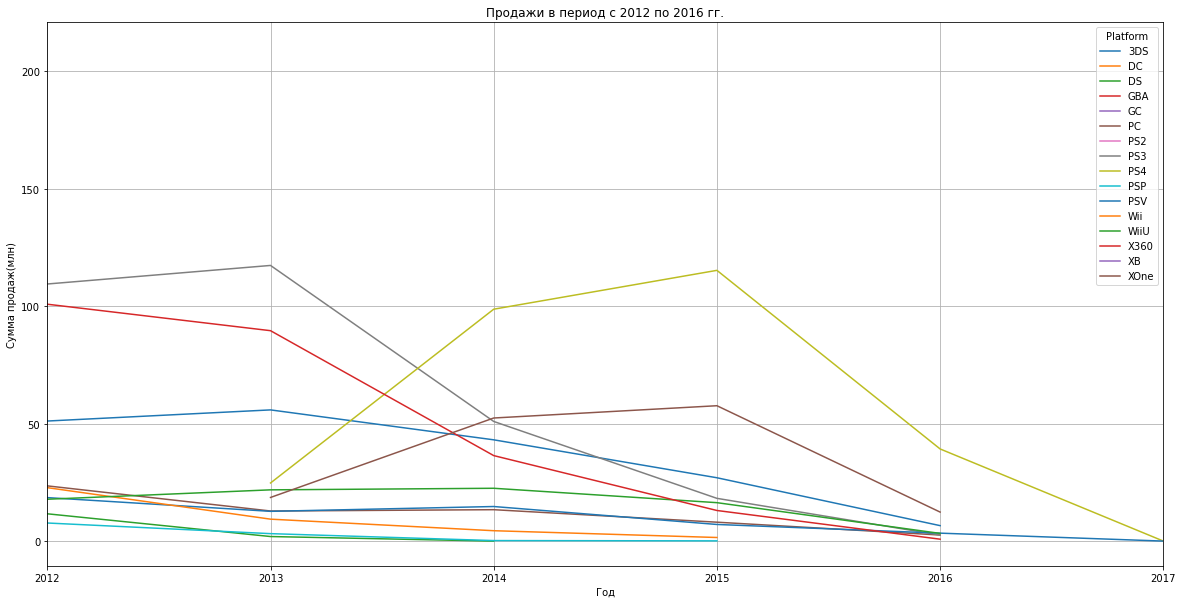 Продажи в период с 2012 по 2016 гг.
Platform
3DS
DC
DS
GBA
GC
PC
PS2
PS3
PS4
PSP
PSV
Wii
WiiU
X360
XB
XOne
Сумма продаж(млн)
200
150
100
50
0
2012 2013 2014 2015 2016 2017
Год